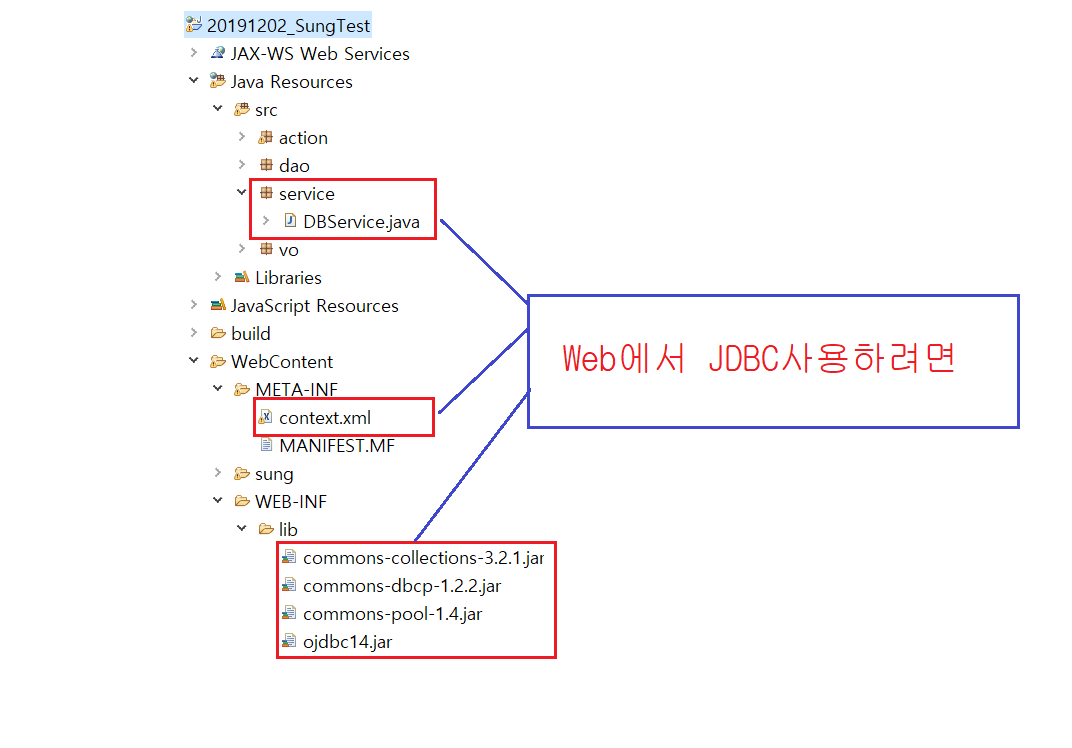 20191202_SungTest
JAX-WS Web Services
Java Resources
src
action
dao
service
DBService.java
vo
Libraries
JavaScript Resources
build
WebContent
META-INF
context.xml
MANIFEST.MF
sung
WEB-INF
lib
commons-collections-3.2.1.jar
commons-dbcp-1.2.2.jar
commons-pool-1.4.jar
ojdbc14.jar
Web에서 JDBC사용하려면